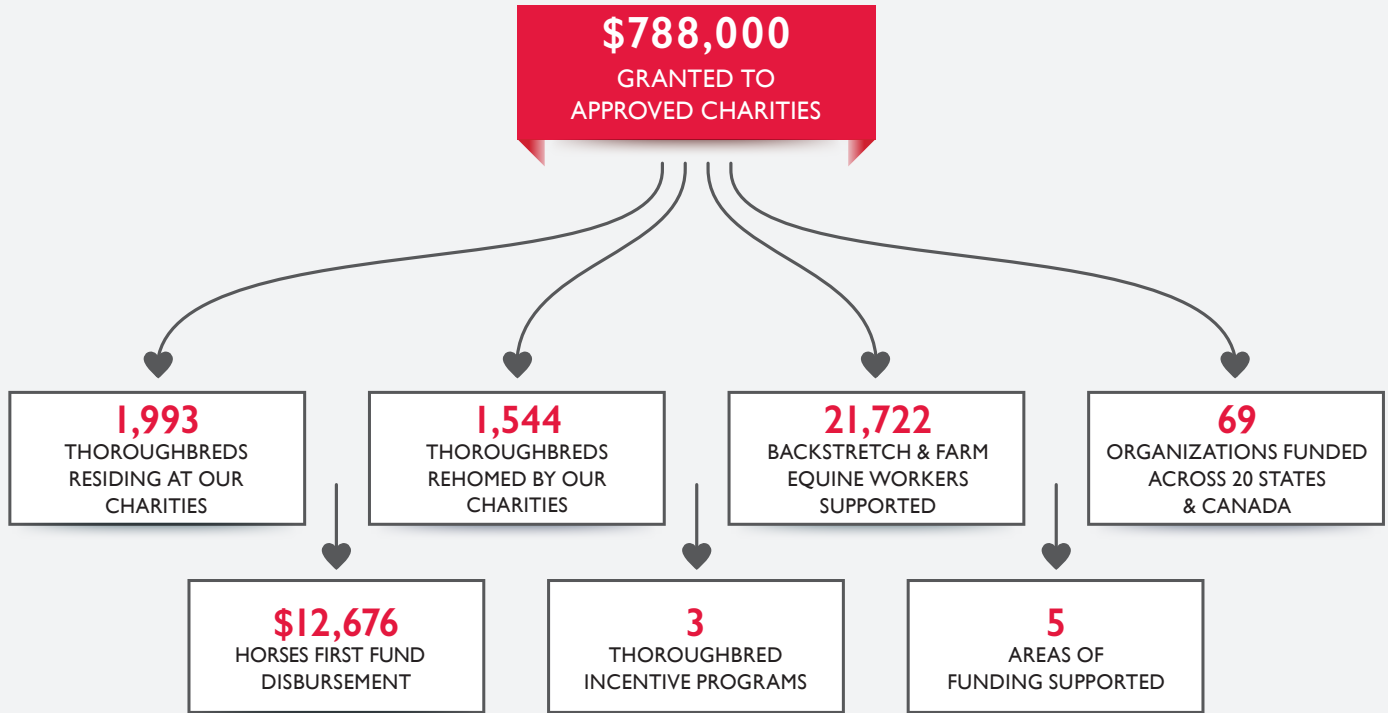 $788,000
GRANTED TO
APPROVED CHARITIES
1,993
THOROUGHBREDS
RESIDING AT OUR
CHARITIES
1,544
THOROUGHBREDS
REHOMED BY OUR
CHARITIES
21,722
BACKSTRETCH & FARM
EQUINE WORKERS
SUPPORTED
69
ORGANIZATIONS FUNDED
ACROSS 20 STATES
& CANADA
$12,676
HORSES FIRST FUND
DISBURSEMENT
3
THOROUGHBRED
INCENTIVE PROGRAMS
5
AREAS OF
FUNDING SUPPORTED